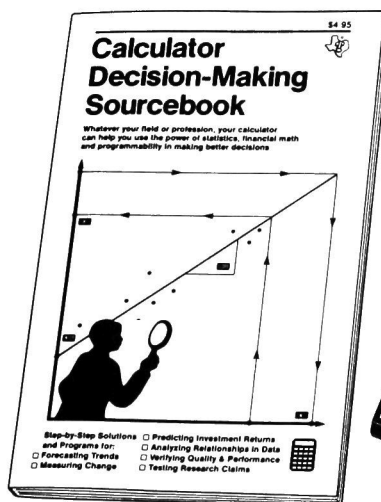 $4.95
Calculator
Decision-Making
Sourcebook
Whatever your field or profession, your calculator
can help you use the power of statistics, financial math
and programmability in making better decisions
Step-by-Step Solutions
and Programs for:
□ Forecasting Trends
□ Measuring Change
□ Predicting Investment Returns
□ Analyzing Relationships in Data
□ Verifying Quality & Performance
□ Testing Research Claims